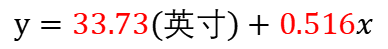 y = 33.73(英寸) + 0.516x